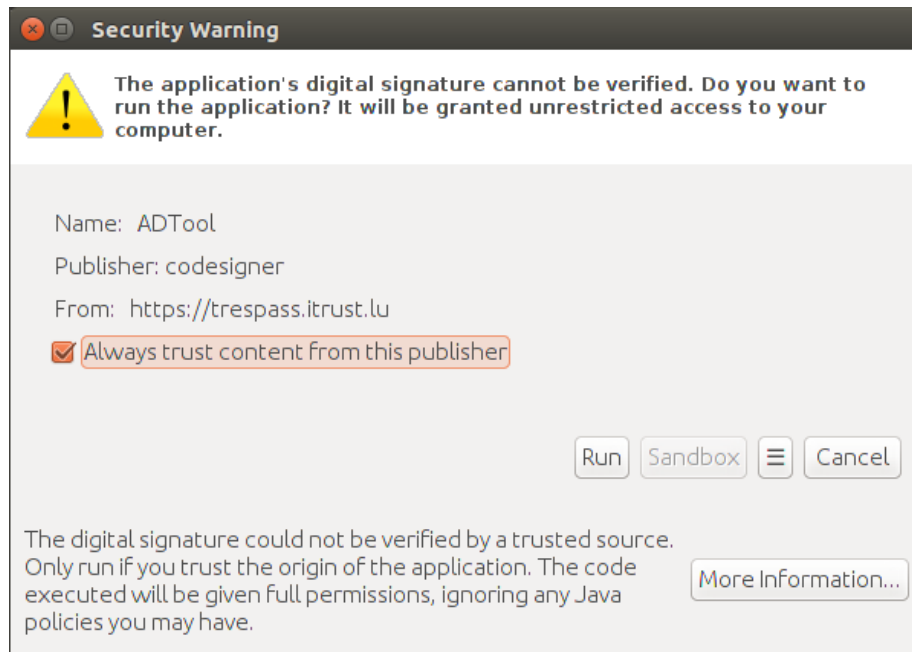 Security Warning
The application's digital signature cannot be verified. Do you want to
run the application? It will be granted unrestricted access to your
computer.
Name: ADTool
Publisher: codesigner
From: https://trespass.itrust.lu
Always trust content from this publisher
Run Sandbox ☰ Cancel
The digital signature could not be verified by a trusted source.
Only run if you trust the origin of the application. The code
executed will be given full permissions, ignoring any Java
policies you may have.
More Information...